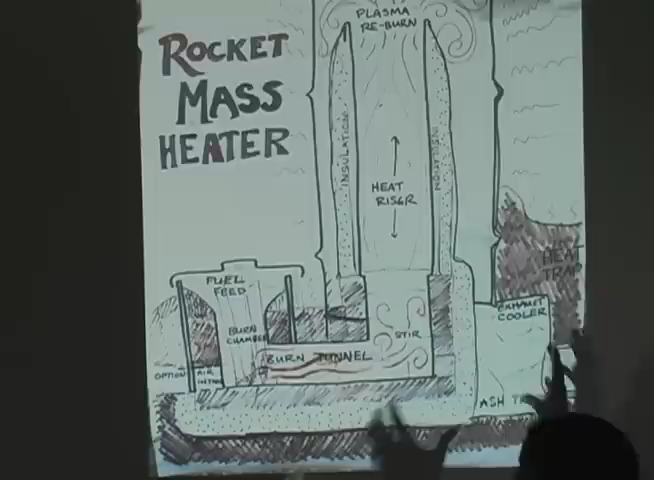 PLASMA
RE-BURN
ROCKET
MASS
HEATER
INSULATION
INSULATION
HEAT
RISER
HEAT
TRAP
FUEL
FEED
EXHAUST
COOLER
BURN
CHAMBER
STIR
BURN TUNNEL
OPTION
AIR
INTAKE
ASH